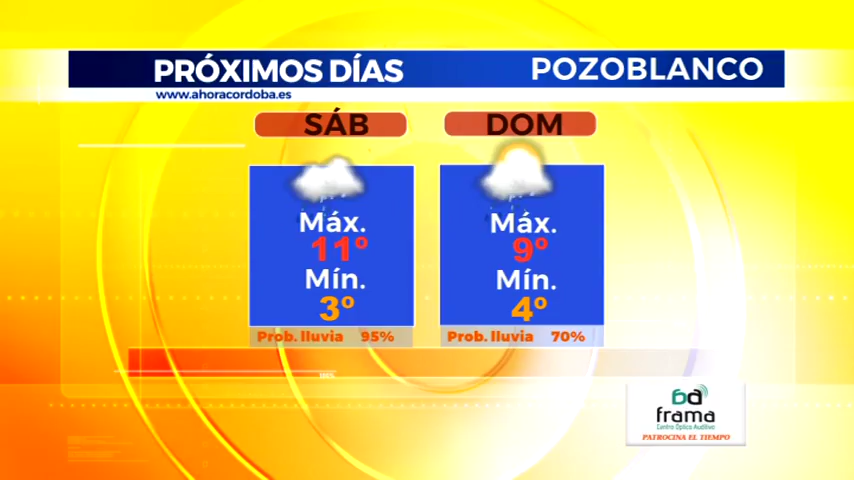 PRÓXIMOS DÍAS
POZOBLANCO
www.ahoracordoba.es
SÁB
Máx.
11º
Mín.
3º
Prob. lluvia 95%
DOM
Máx.
9º
Mín.
4º
Prob. lluvia 70%
100%
frama
Centro Óptico Auditivo
PATROCINA EL TIEMPO